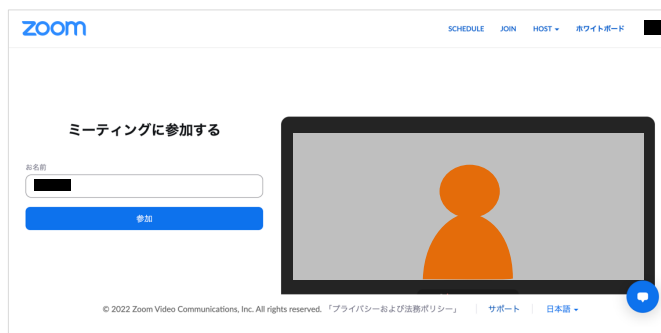 zoom
SCHEDULE JOIN HOST ホワイトボード
ミーティングに参加する
お名前
参加
© 2022 Zoom Video Communications, Inc. All rights reserved. 「プライバシーおよび法務ポリシー」 サポート 日本語